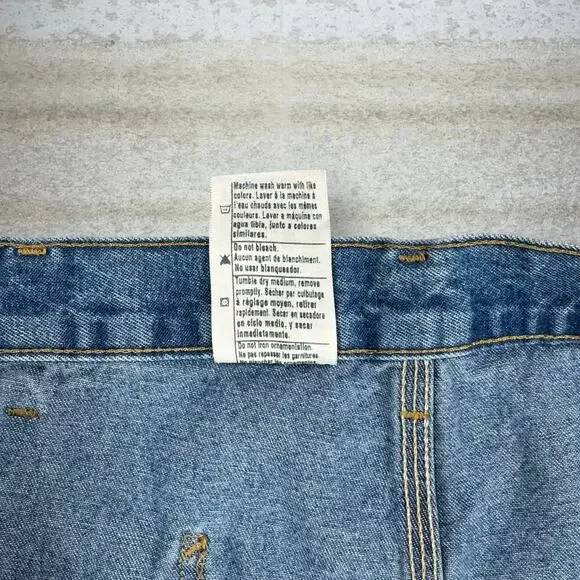 Machine wash warm with like
colors. Laver à la machine à
l'eau chaude avec les mêmes
couleurs. Lavar a máquina con
agua tibia, junto a colores
similares.
Do not bleach.
Aucun agent de blanchiment.
No usar blanqueador.
Tumble dry medium, remove
promptly. Sécher par culbutage
à réglage moyen, retirer
rapidement. Secar en secadora
en ciclo medio, y sacar
inmediatamente.
Do not iron ornamentation.
Ne pas repasser les garnitures.